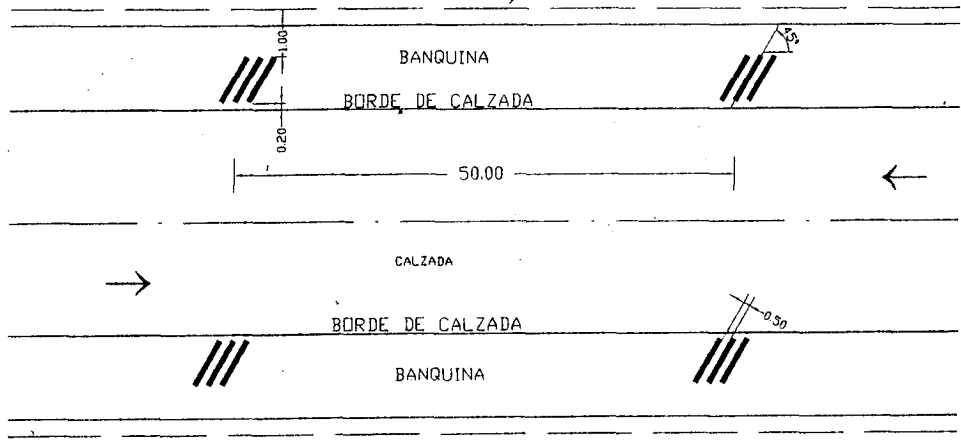 1.00
45°
BANQUINA
BORDE DE CALZADA
0.20
50.00
CALZADA
0.50
BORDE DE CALZADA
BANQUINA